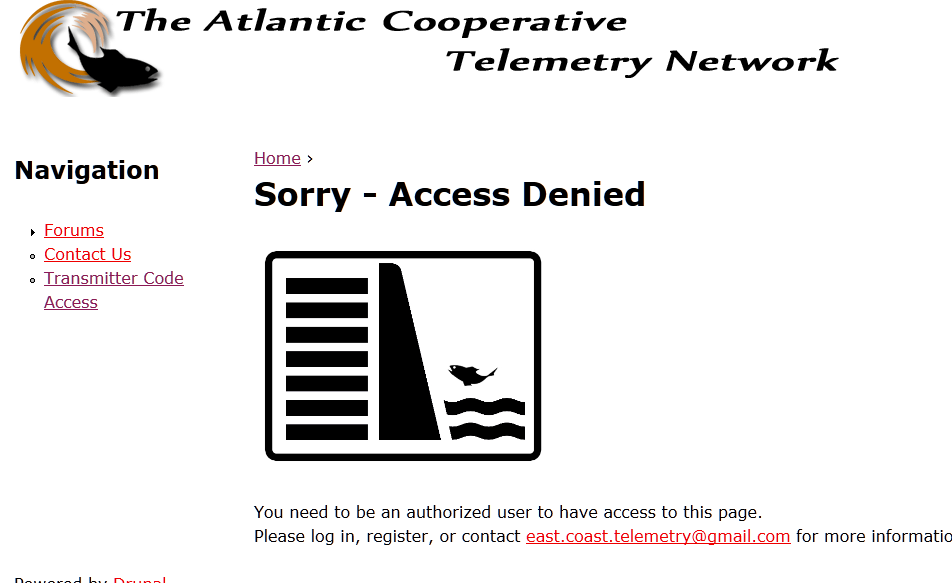 The Atlantic Cooperative
Telemetry Network
Navigation
Forums
Contact Us
Transmitter Code
Access
Home ›
Sorry - Access Denied
You need to be an authorized user to have access to this page.
Please log in, register, or contact east.coast.telemetry@gmail.com for more informatio
Powered by Drupal